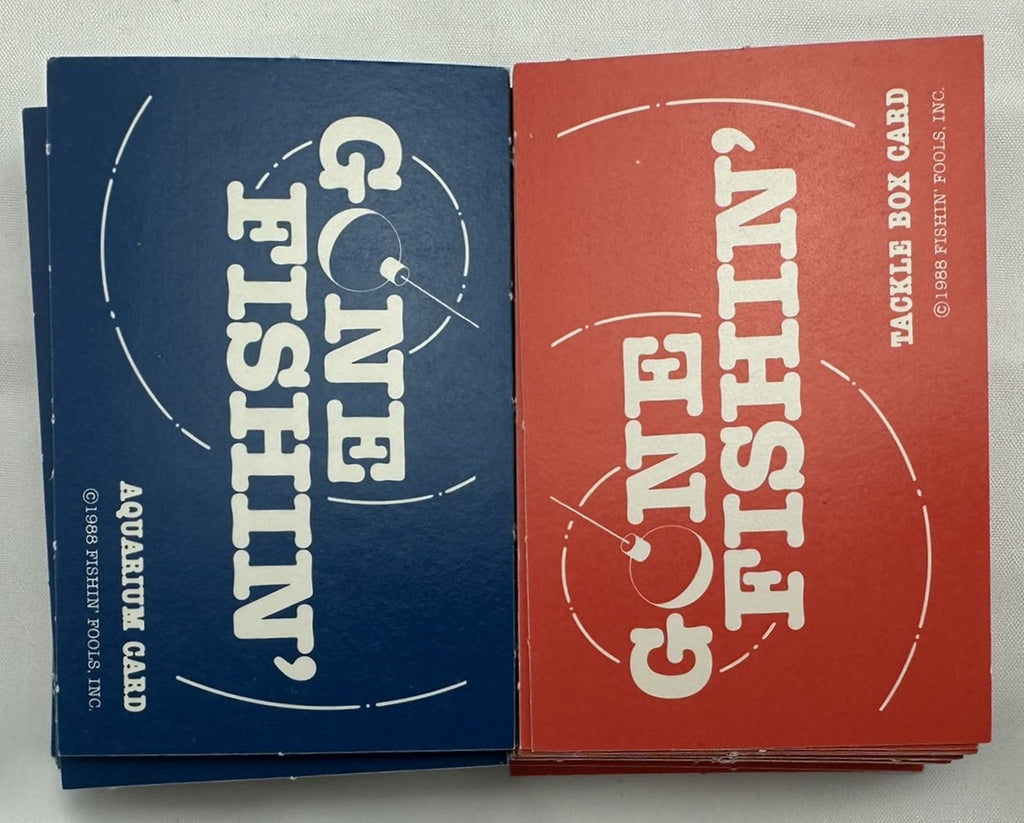 GONE
FISHIN'
AQUARIUM CARD
©1988 FISHIN' FOOLS, INC.
GONE
FISHIN'
TACKLE BOX CARD
©1988 FISHIN' FOOLS, INC.